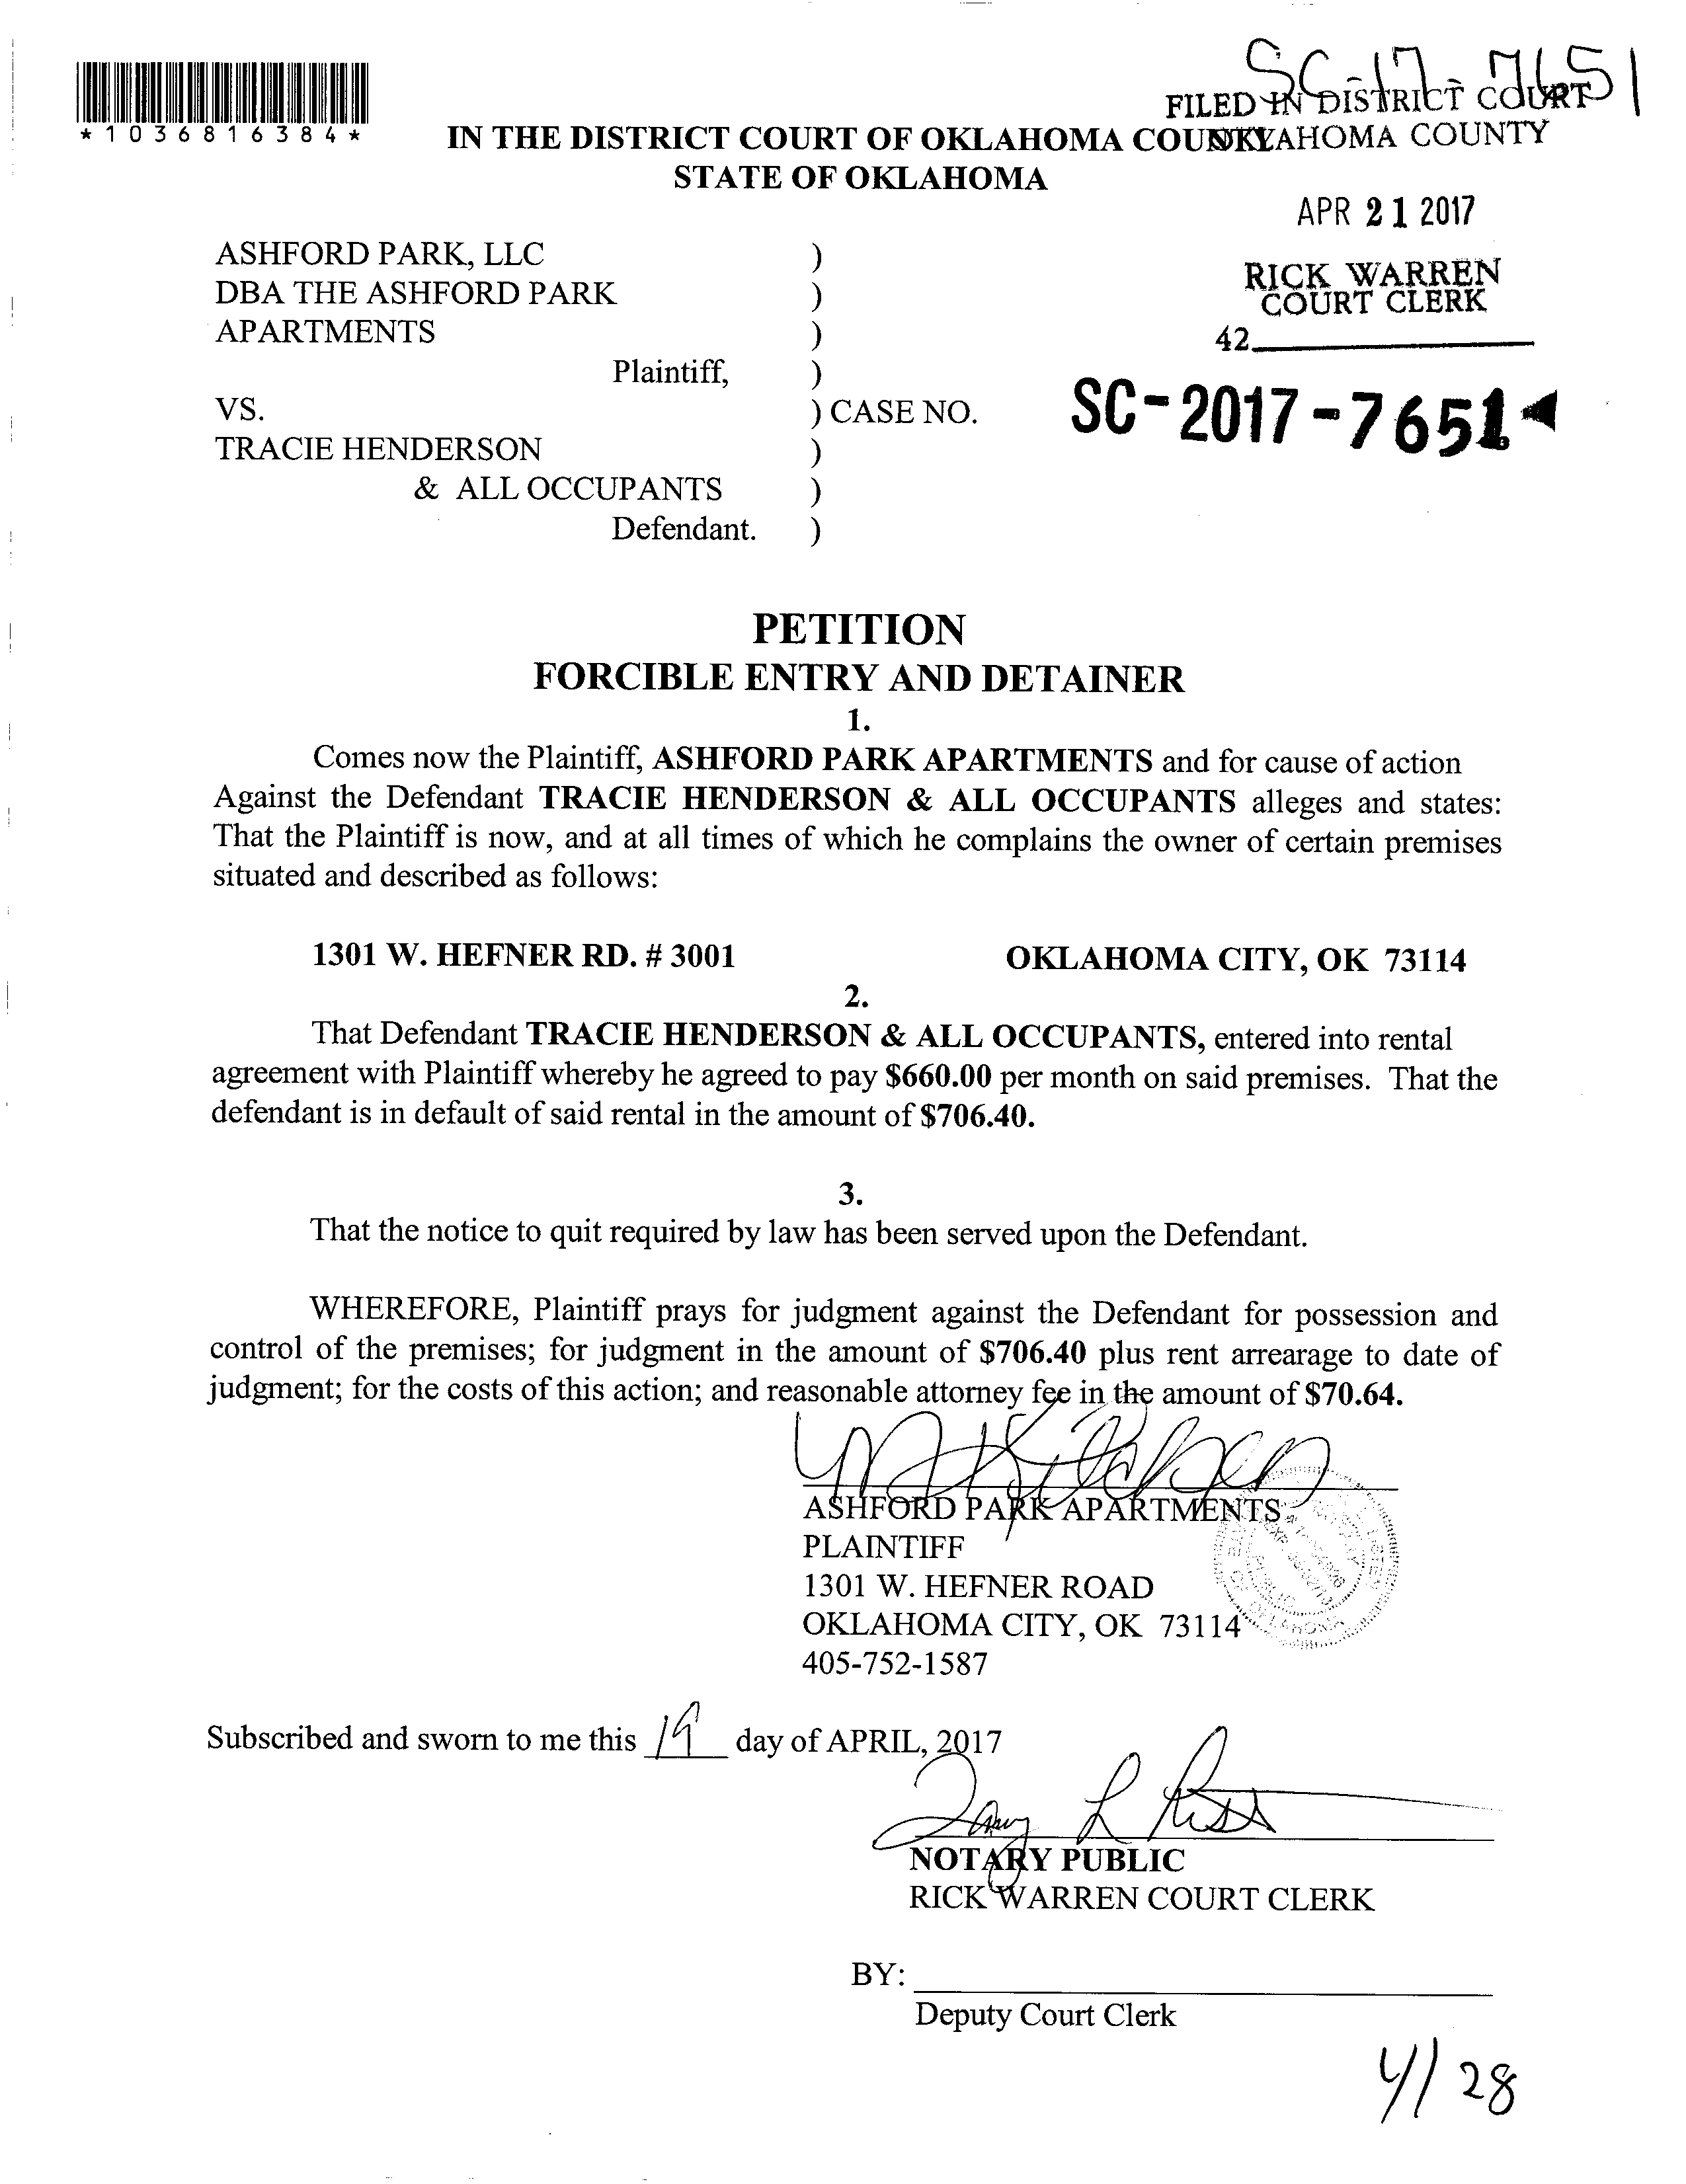 SC-17-7651
FILED IN DISTRICT COURT
OKLAHOMA COUNTY
*1036816384*
IN THE DISTRICT COURT OF OKLAHOMA COUNTY
STATE OF OKLAHOMA
APR 21 2017
RICK WARREN
COURT CLERK
42
ASHFORD PARK, LLC )
DBA THE ASHFORD PARK )
APARTMENTS )
Plaintiff, )
VS. ) CASE NO. SC-2017-7651
TRACIE HENDERSON )
& ALL OCCUPANTS )
Defendant. )
PETITION
FORCIBLE ENTRY AND DETAINER
1.
Comes now the Plaintiff, ASHFORD PARK APARTMENTS and for cause of action
Against the Defendant TRACIE HENDERSON & ALL OCCUPANTS alleges and states:
That the Plaintiff is now, and at all times of which he complains the owner of certain premises
situated and described as follows:
1301 W. HEFNER RD. # 3001 OKLAHOMA CITY, OK 73114
2.
That Defendant TRACIE HENDERSON & ALL OCCUPANTS, entered into rental
agreement with Plaintiff whereby he agreed to pay $660.00 per month on said premises. That the
defendant is in default of said rental in the amount of $706.40.
3.
That the notice to quit required by law has been served upon the Defendant.
WHEREFORE, Plaintiff prays for judgment against the Defendant for possession and
control of the premises; for judgment in the amount of $706.40 plus rent arrearage to date of
judgment; for the costs of this action; and reasonable attorney fee in the amount of $70.64.
ASHFORD PARK APARTMENTS
PLAINTIFF
1301 W. HEFNER ROAD
OKLAHOMA CITY, OK 73114
405-752-1587
Subscribed and sworn to me this 19 day of APRIL, 2017
NOTARY PUBLIC
RICK WARREN COURT CLERK
BY:
Deputy Court Clerk
4/28